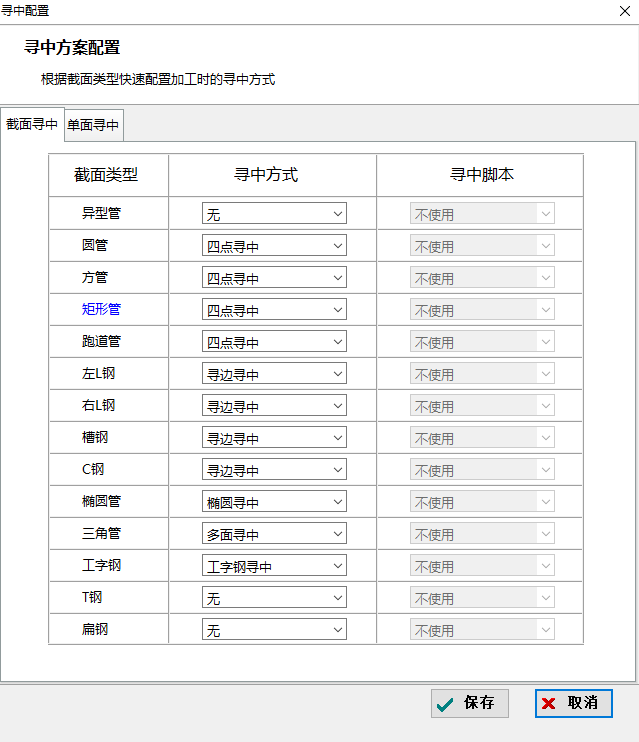 寻中配置
寻中方案配置
根据截面类型快速配置加工时的寻中方式
截面寻中 单面寻中
截面类型 寻中方式 寻中脚本
异型管 无 不使用
圆管 四点寻中 不使用
方管 四点寻中 不使用
矩形管 四点寻中 不使用
跑道管 四点寻中 不使用
左L钢 寻边寻中 不使用
右L钢 寻边寻中 不使用
槽钢 寻边寻中 不使用
C钢 寻边寻中 不使用
椭圆管 椭圆寻中 不使用
三角管 多面寻中 不使用
工字钢 工字钢寻中 不使用
T钢 无 不使用
扁钢 无 不使用
保存 取消